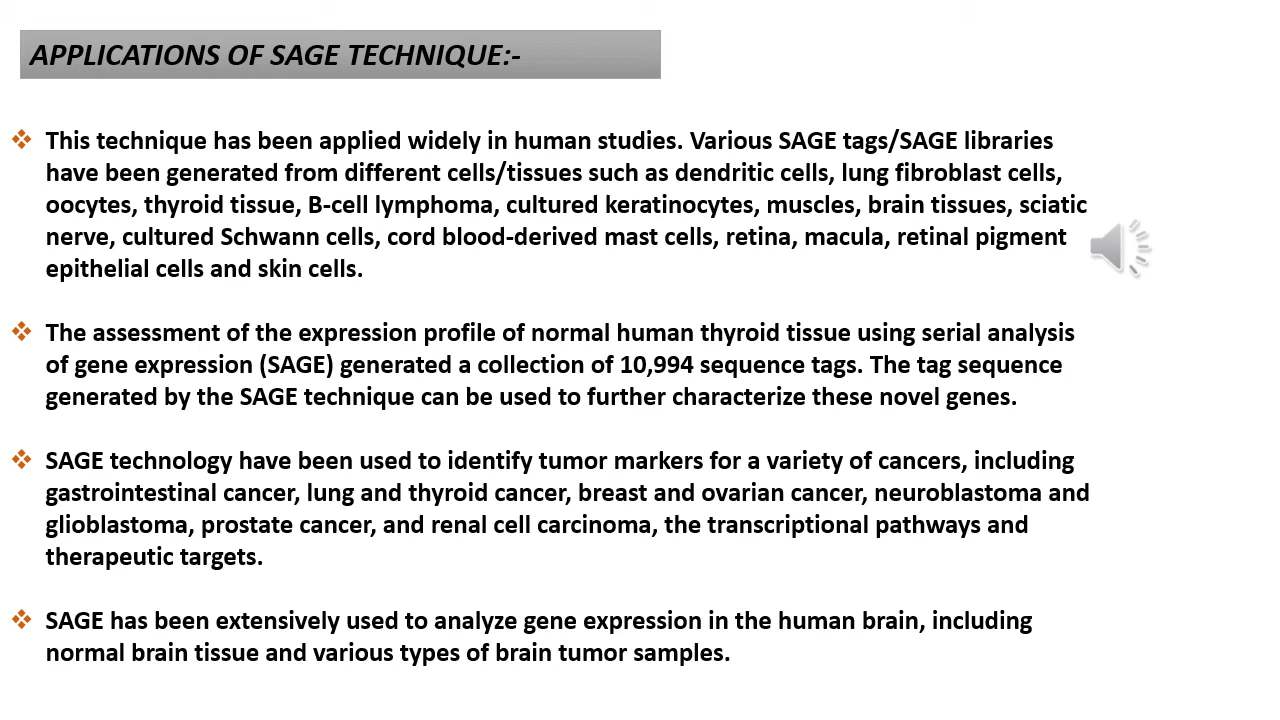 APPLICATIONS OF SAGE TECHNIQUE:-
This technique has been applied widely in human studies. Various SAGE tags/SAGE libraries
have been generated from different cells/tissues such as dendritic cells, lung fibroblast cells,
oocytes, thyroid tissue, B-cell lymphoma, cultured keratinocytes, muscles, brain tissues, sciatic
nerve, cultured Schwann cells, cord blood-derived mast cells, retina, macula, retinal pigment
epithelial cells and skin cells.
The assessment of the expression profile of normal human thyroid tissue using serial analysis
of gene expression (SAGE) generated a collection of 10,994 sequence tags. The tag sequence
generated by the SAGE technique can be used to further characterize these novel genes.
SAGE technology have been used to identify tumor markers for a variety of cancers, including
gastrointestinal cancer, lung and thyroid cancer, breast and ovarian cancer, neuroblastoma and
glioblastoma, prostate cancer, and renal cell carcinoma, the transcriptional pathways and
therapeutic targets.
SAGE has been extensively used to analyze gene expression in the human brain, including
normal brain tissue and various types of brain tumor samples.